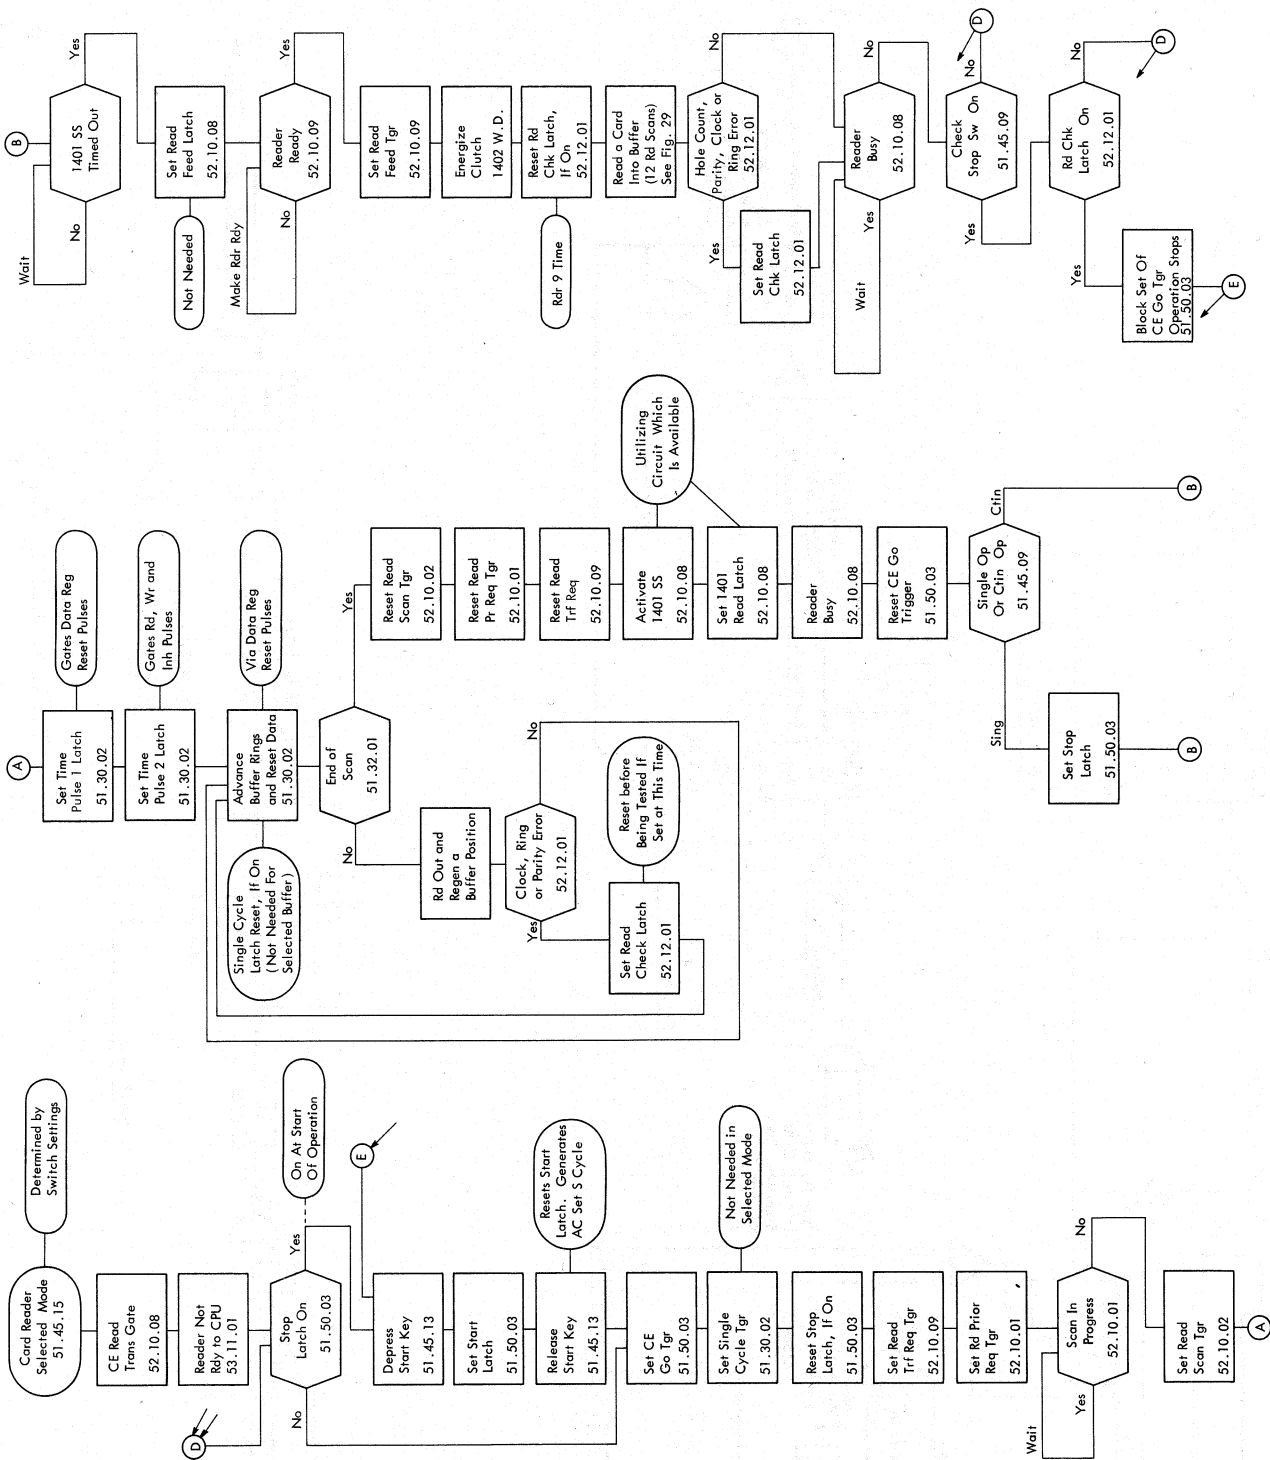 Card Reader
Selected Mode
51.45.15
Determined by
Switch Settings
CE Read
Trans Gate
52.10.08
Reader Not
Rdy to CPU
53.11.01
D
Stop
Latch On
51.50.03
Yes
No
On At Start
Of Operation
E
Depress
Start Key
51.45.13
Set Start
Latch
51.50.03
Release
Start Key
51.45.13
Resets Start
Latch. Generates
AC Set S Cycle
Set CE
Go Tgr
51.50.03
Set Single
Cycle Tgr
51.30.02
Not Needed in
Selected Mode
Reset Stop
Latch, If On
51.50.03
Set Read
Trf Req Tgr
52.10.09
Set Rd Prior
Req Tgr
52.10.01
Scan In
Progress
52.10.01
Wait
Yes
No
Set Read
Scan Tgr
52.10.02
A
A
Set Time
Pulse 1 Latch
51.30.02
Gates Data Reg
Reset Pulses
Set Time
Pulse 2 Latch
51.30.02
Gates Rd, Wr and
Inh Pulses
Advance
Buffer Rings
and Reset Data
51.30.02
Via Data Reg
Reset Pulses
Single Cycle
Latch Reset, If On
(Not Needed For
Selected Buffer)
End of
Scan
51.32.01
No
Yes
Rd Out and
Regen a
Buffer Position
Clock, Ring
or Parity Error
52.12.01
Yes
No
Set Read
Check Latch
52.12.01
Reset before
Being Tested If
Set at This Time
Reset Read
Scan Tgr
52.10.02
Reset Read
Pr Req Tgr
52.10.01
Reset Read
Trf Req
52.10.09
Activate
1401 SS
52.10.08
Utilizing
Circuit Which
Is Available
Set 1401
Read Latch
52.10.08
Reader
Busy
52.10.08
Reset CE Go
Trigger
51.50.03
Single Op
Or Ctin Op
51.45.09
Sing
Ctin
Set Stop
Latch
51.50.03
B
B
B
1401 SS
Timed Out
Wait
No
Yes
Set Read
Feed Latch
52.10.08
Not Needed
Reader
Ready
52.10.09
Make Rdr Rdy
No
Yes
Set Read
Feed Tgr
52.10.09
Energize
Clutch
1402 W.D.
Reset Rd
Chk Latch,
If On
52.12.01
Rdr 9 Time
Read a Card
Into Buffer
(12 Rd Scans)
See Fig. 29
Hole Count,
Parity, Clock or
Ring Error
52.12.01
Yes
No
Set Read
Chk Latch
52.12.01
Reader
Busy
52.10.08
Wait
Yes
No
Check
Stop Sw On
51.45.09
Yes
No
D
Rd Chk
Latch On
52.12.01
Yes
No
D
Block Set Of
CE Go Tgr
Operation Stops
51.50.03
E